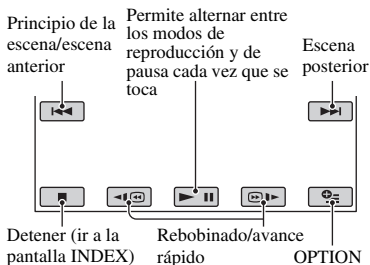 Principio de la
escena/escena
anterior
Permite alternar entre
los modos de
reproducción y de
pausa cada vez que se
toca
Escena
posterior
Detener (ir a la
pantalla INDEX)
Rebobinado/avance
rápido
OPTION